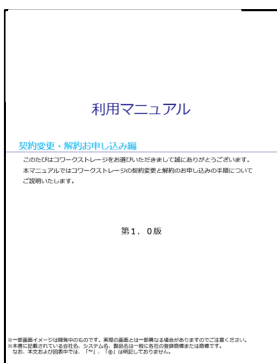 利用マニュアル
契約変更・解約お申し込み編
このたびはコワークストレージをお選びいただきまして誠にありがとうございます。
本マニュアルではコワークストレージの契約変更と解約のお申し込みの手順について
ご説明いたします。
第1．0版
※一部画面イメージは開発中のものです。実際の画面とは一部異なる場合がありますのでご注意ください。
※本書に記載されている会社名、システム名、製品名は一般に各社の登録商標または商標です。
なお、本文および図表中では、「™」、「®」は明記しておりません。